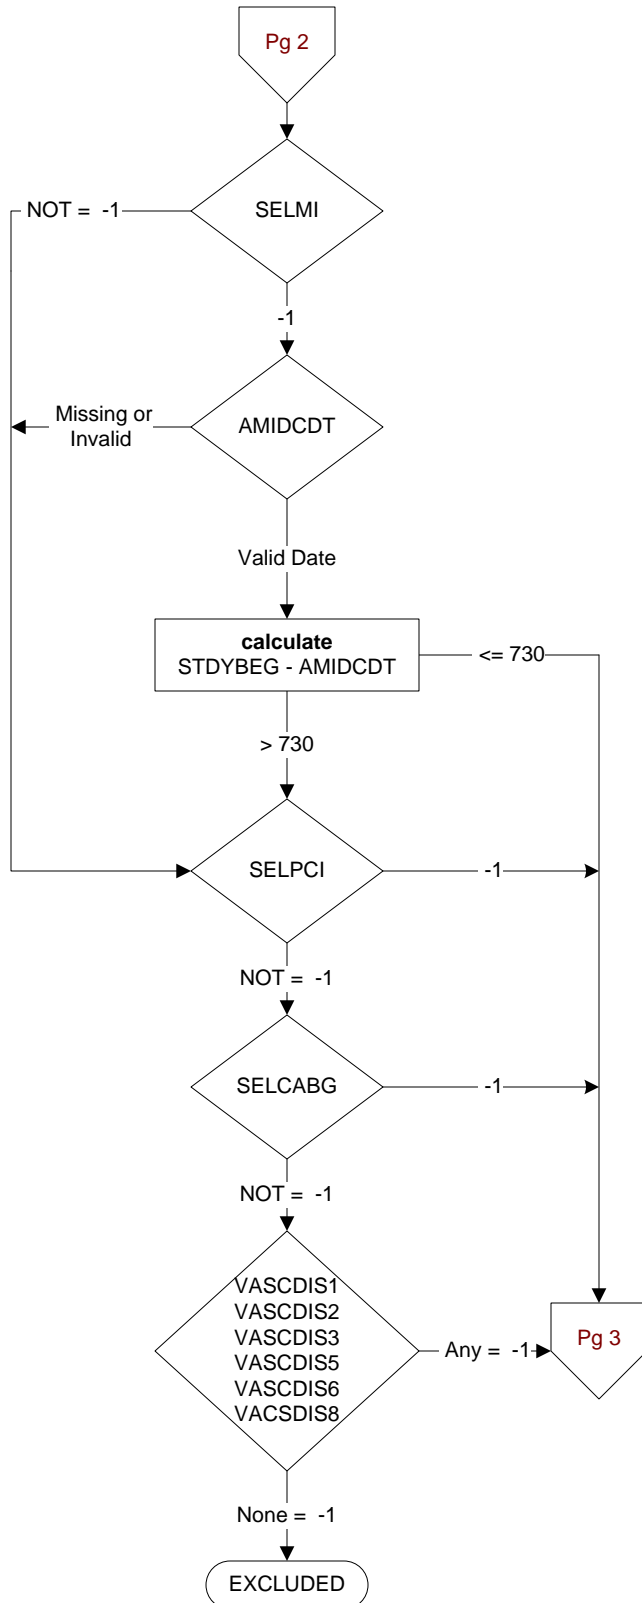 Pg 2
SELMI
NOT = -1
-1
AMIDCDT
Missing or
Invalid
Valid Date
calculate
STDYBEG - AMIDCDT
<= 730
> 730
SELPCI
-1
NOT = -1
SELCABG
-1
NOT = -1
VASCDIS1
VASCDIS2
VASCDIS3
VASCDIS5
VASCDIS6
VACSDIS8
Any = -1
Pg 3
None = -1
EXCLUDED